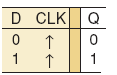 D CLK Q
0 ↑ 0
1 ↑ 1